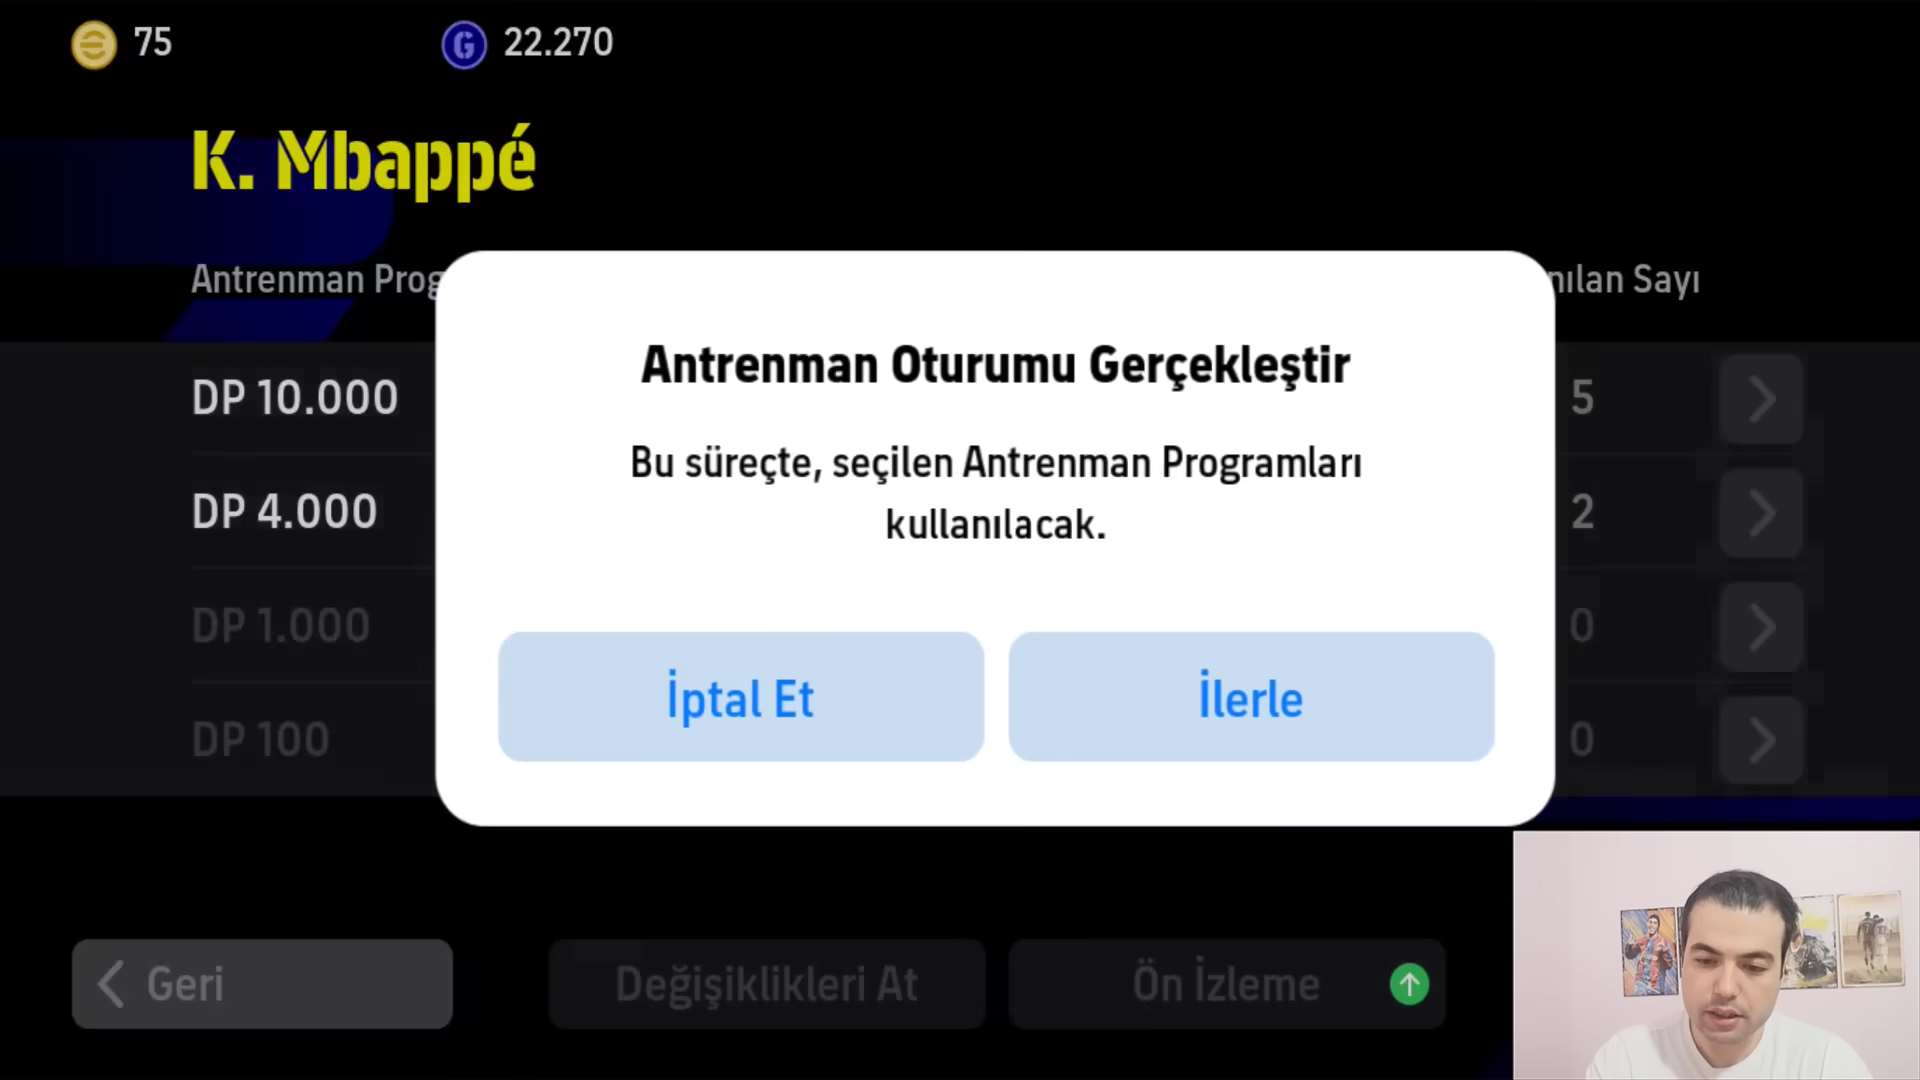 75
22.270
K. Mbappé
Antrenman Prog
nılan Sayı
Antrenman Oturumu Gerçekleştir
Bu süreçte, seçilen Antrenman Programları
kullanılacak.
İptal Et
İlerle
DP 10.000
5
DP 4.000
2
DP 1.000
0
DP 100
0
Geri
Değişiklikleri At
Ön İzleme